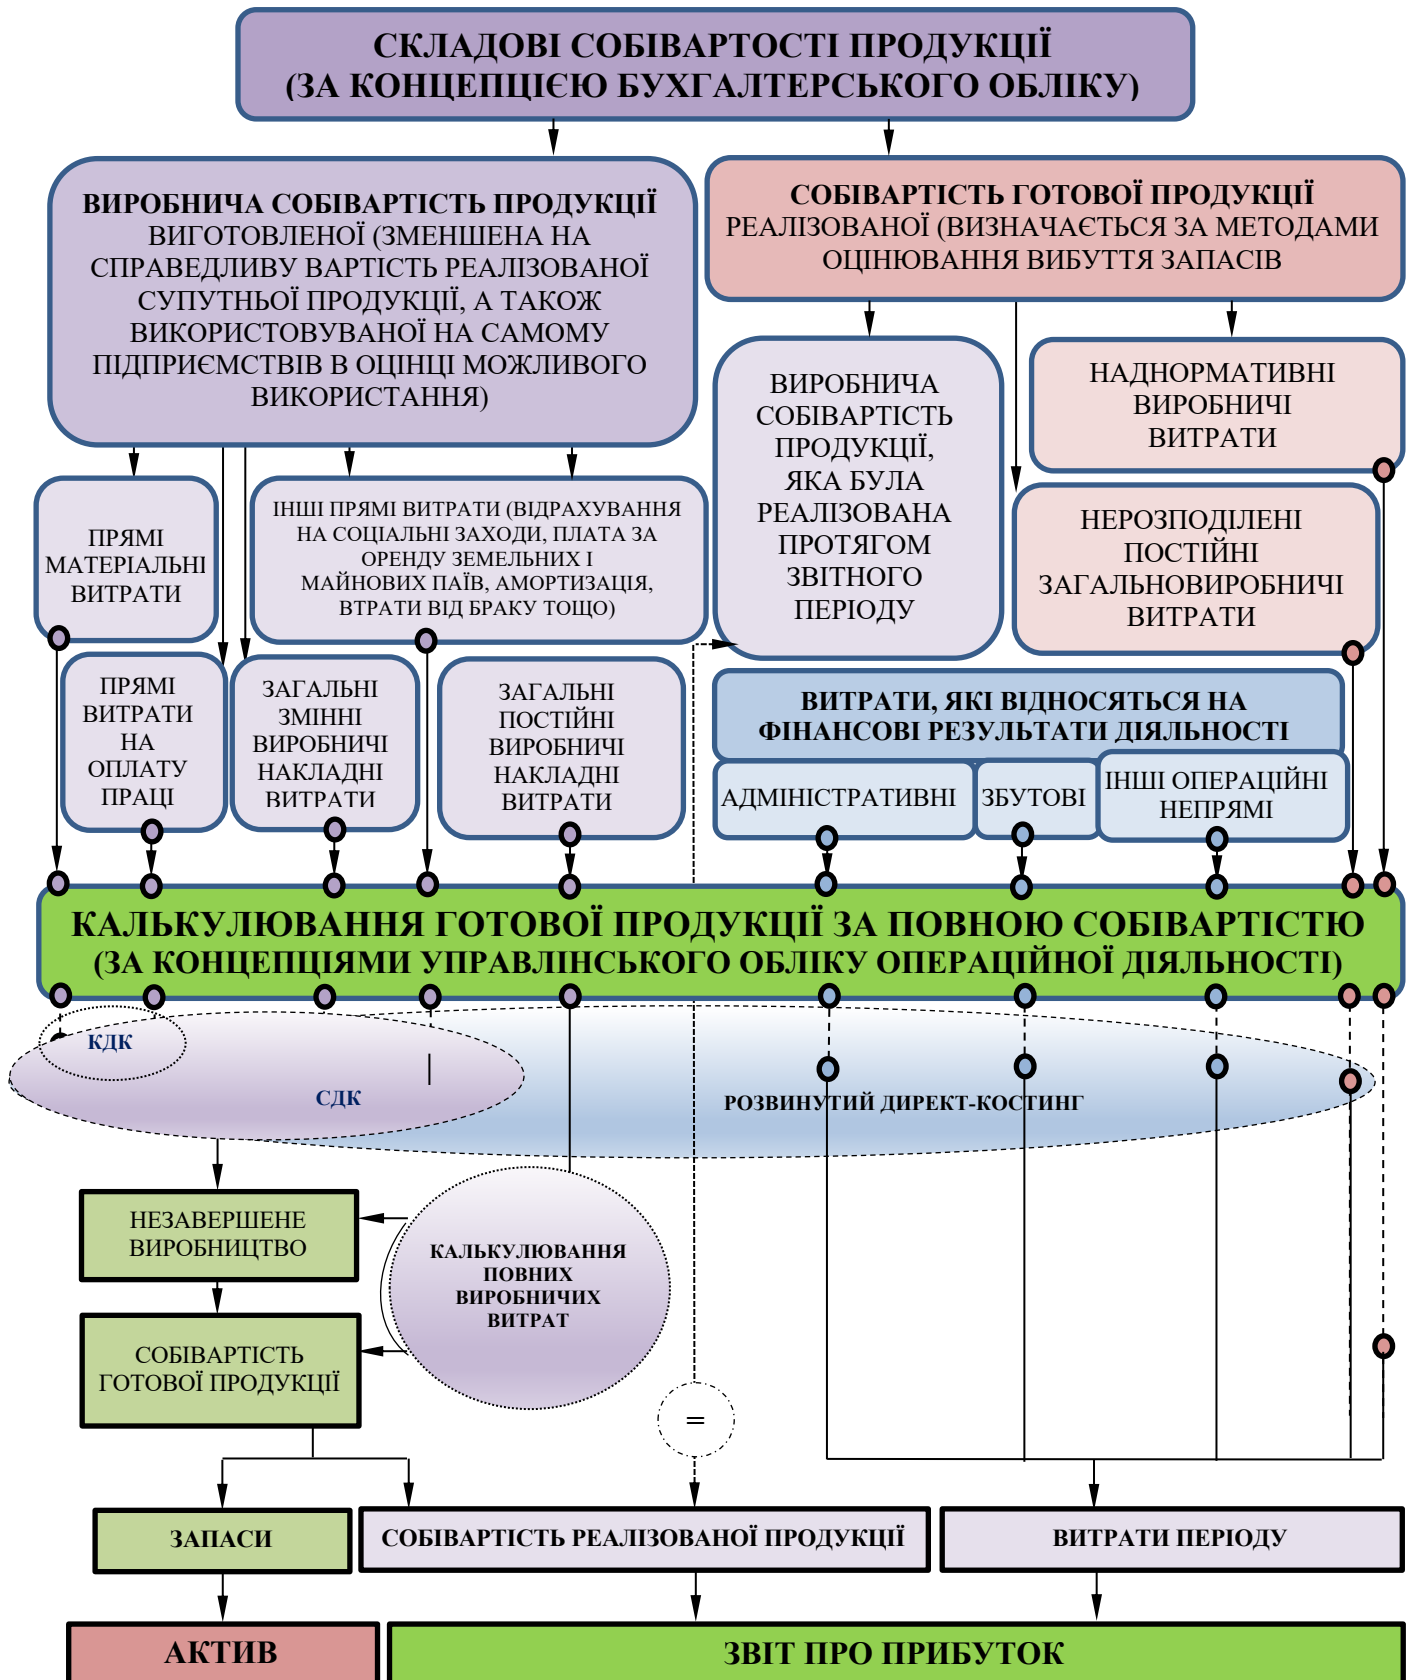 СКЛАДОВІ СОБІВАРТОСТІ ПРОДУКЦІЇ
(ЗА КОНЦЕПЦІЄЮ БУХГАЛТЕРСЬКОГО ОБЛІКУ)
ВИРОБНИЧА СОБІВАРТІСТЬ ПРОДУКЦІЇ
ВИГОТОВЛЕНОЇ (ЗМЕНШЕНА НА
СПРАВЕДЛИВУ ВАРТІСТЬ РЕАЛІЗОВАНОЇ
СУПУТНЬОЇ ПРОДУКЦІЇ, А ТАКОЖ
ВИКОРИСТОВУВАНОЇ НА САМОМУ
ПІДПРИЄМСТВІВ В ОЦІНЦІ МОЖЛИВОГО
ВИКОРИСТАННЯ)
СОБІВАРТІСТЬ ГОТОВОЇ ПРОДУКЦІЇ
РЕАЛІЗОВАНОЇ (ВИЗНАЧАЄТЬСЯ ЗА МЕТОДАМИ
ОЦІНЮВАННЯ ВИБУТТЯ ЗАПАСІВ
ВИРОБНИЧА
СОБІВАРТІСТЬ
ПРОДУКЦІЇ,
ЯКА БУЛА
РЕАЛІЗОВАНА
ПРОТЯГОМ
ЗВІТНОГО
ПЕРІОДУ
НАДНОРМАТИВНІ
ВИРОБНИЧІ
ВИТРАТИ
НЕРОЗПОДІЛЕНІ
ПОСТІЙНІ
ЗАГАЛЬНОВИРОБНИЧІ
ВИТРАТИ
ПРЯМІ
МАТЕРІАЛЬНІ
ВИТРАТИ
ІНШІ ПРЯМІ ВИТРАТИ (ВІДРАХУВАННЯ
НА СОЦІАЛЬНІ ЗАХОДИ, ПЛАТА ЗА
ОРЕНДУ ЗЕМЕЛЬНИХ І
МАЙНОВИХ ПАЇВ, АМОРТИЗАЦІЯ,
ВТРАТИ ВІД БРАКУ ТОЩО)
ПРЯМІ
ВИТРАТИ
НА
ОПЛАТУ
ПРАЦІ
ЗАГАЛЬНІ
ЗМІННІ
ВИРОБНИЧІ
НАКЛАДНІ
ВИТРАТИ
ЗАГАЛЬНІ
ПОСТІЙНІ
ВИРОБНИЧІ
НАКЛАДНІ
ВИТРАТИ
ВИТРАТИ, ЯКІ ВІДНОСЯТЬСЯ НА
ФІНАНСОВІ РЕЗУЛЬТАТИ ДІЯЛЬНОСТІ
АДМІНІСТРАТИВНІ
ЗБУТОВІ
ІНШІ ОПЕРАЦІЙНІ
НЕПРЯМІ
КАЛЬКУЛЮВАННЯ ГОТОВОЇ ПРОДУКЦІЇ ЗА ПОВНОЮ СОБІВАРТІСТЮ
(ЗА КОНЦЕПЦІЯМИ УПРАВЛІНСЬКОГО ОБЛІКУ ОПЕРАЦІЙНОЇ ДІЯЛЬНОСТІ)
КДК
СДК
РОЗВИНУТИЙ ДИРЕКТ-КОСТИНГ
НЕЗАВЕРШЕНЕ
ВИРОБНИЦТВО
КАЛЬКУЛЮВАННЯ
ПОВНИХ
ВИРОБНИЧИХ
ВИТРАТ
СОБІВАРТІСТЬ
ГОТОВОЇ ПРОДУКЦІЇ
=
ЗАПАСИ
СОБІВАРТІСТЬ РЕАЛІЗОВАНОЇ ПРОДУКЦІЇ
ВИТРАТИ ПЕРІОДУ
АКТИВ
ЗВІТ ПРО ПРИБУТОК